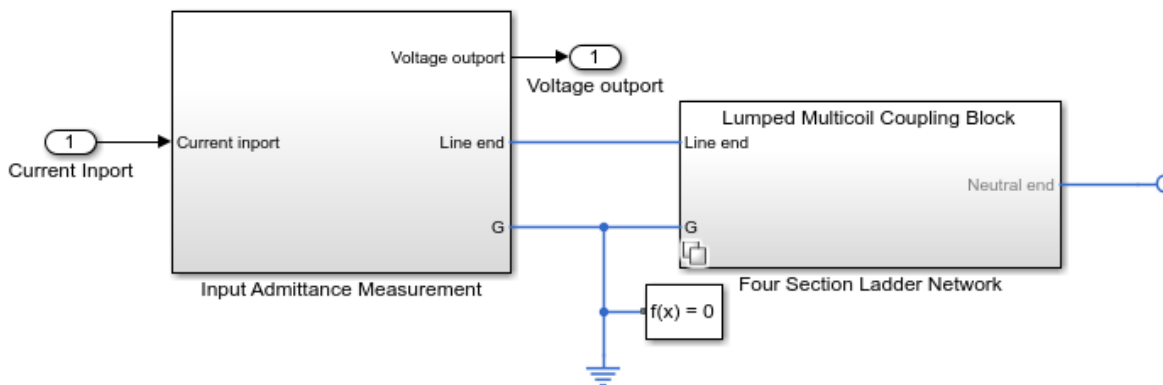 Voltage outport
1
Voltage outport
Lumped Multicoil Coupling Block
1
Current inport
Line end
Line end
Current Inport
Neutral end
G
G
Input Admittance Measurement
Four Section Ladder Network
f(x) = 0